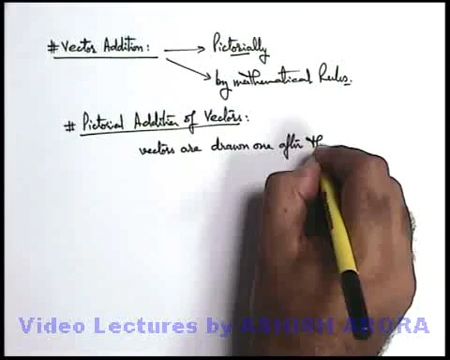 # Vector Addition: → Pictorially
→ by mathematical Rules.
# Pictorial Addition of Vectors:
vectors are drawn one after
Video Lectures by ASHISH ARORA